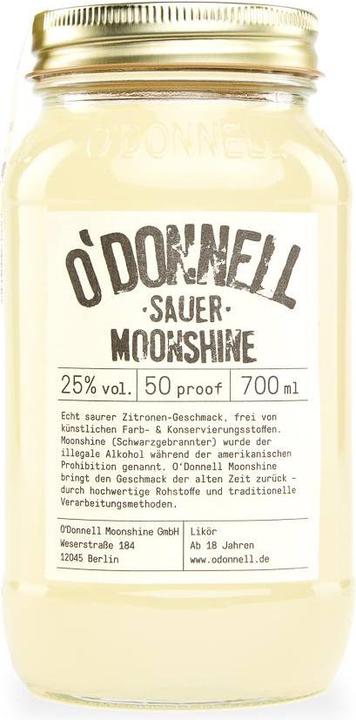 O'DONNELL
O'DONNELL
·SAUER·
MOONSHINE
25% vol. 50 proof 700 ml
Echt saurer Zitronen-Geschmack, frei von
künstlichen Farb- & Konservierungsstoffen.
Moonshine (Schwarzgebrannter) wurde der
illegale Alkohol während der amerikanischen
Prohibition genannt. O'Donnell Moonshine
bringt den Geschmack der alten Zeit zurück -
durch hochwertige Rohstoffe und traditionelle
Verarbeitungsmethoden.
O'Donnell Moonshine GmbH
Weserstraße 184
12045 Berlin
Likör
Ab 18 Jahren
www.odonnell.de